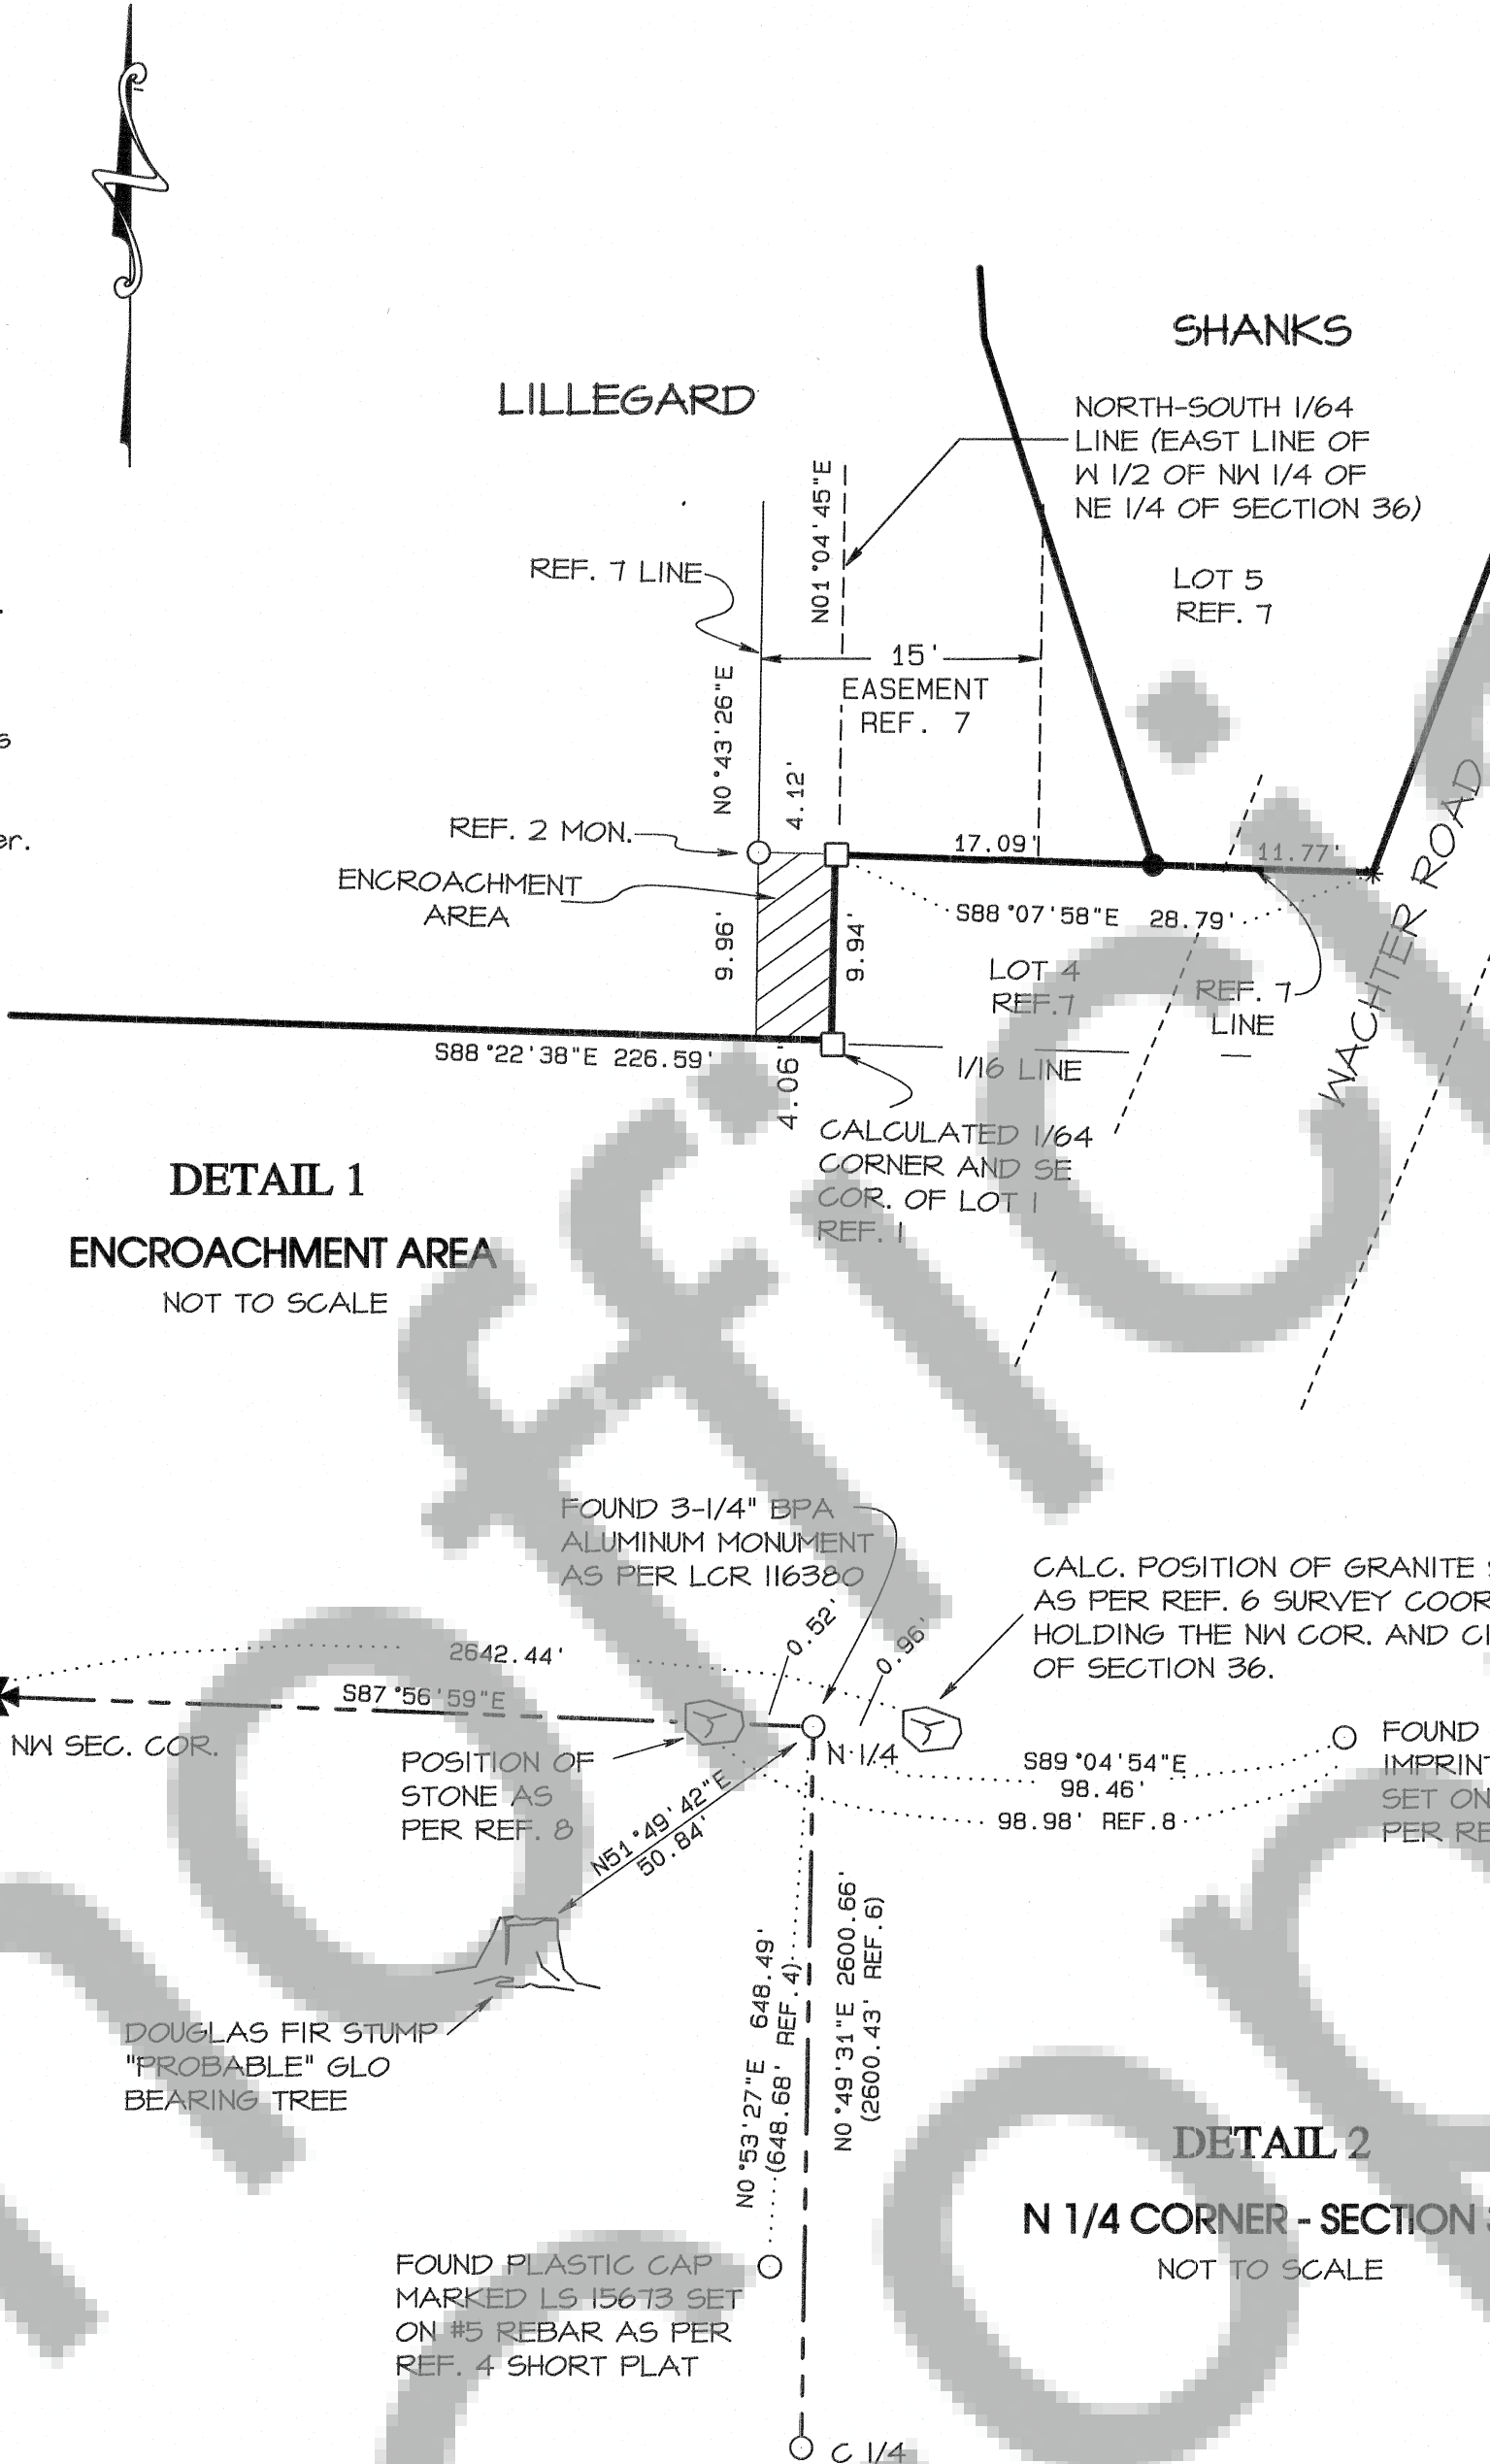 SHANKS
LILLEGARD
NORTH-SOUTH 1/64
LINE (EAST LINE OF
W 1/2 OF NW 1/4 OF
NE 1/4 OF SECTION 36)
N01°04'45"E
REF. 7 LINE
LOT 5
REF. 7
15'
EASEMENT
REF. 7
N0°43'26"E
4.12'
REF. 2 MON.
17.09'
11.77'
ENCROACHMENT
AREA
9.96'
9.94'
S88°07'58"E 28.79'
LOT 4
REF.7
REF. 7
LINE
WACHTER ROAD
S88°22'38"E 226.59'
1/16 LINE
4.06'
CALCULATED 1/64
CORNER AND SE
COR. OF LOT 1
REF. 1
DETAIL 1
ENCROACHMENT AREA
NOT TO SCALE
er.
FOUND 3-1/4" BPA
ALUMINUM MONUMENT
AS PER LCR 116380
CALC. POSITION OF GRANITE
AS PER REF. 6 SURVEY COOR
HOLDING THE NW COR. AND
OF SECTION 36.
0.52'
0.96'
2642.44'
S87°56'59"E
NW SEC. COR.
POSITION OF
STONE AS
PER REF. 8
N 1/4
S89°04'54"E
98.46'
98.98' REF.8
FOUND
IMPRINT
SET ON
PER RE
N51°49'42"E
50.84'
DOUGLAS FIR STUMP
"PROBABLE" GLO
BEARING TREE
N0°53'27"E 648.49'
(648.68' REF.4)
N0°49'31"E 2600.66'
(2600.43' REF.6)
DETAIL 2
N 1/4 CORNER - SECTION
NOT TO SCALE
FOUND PLASTIC CAP
MARKED LS 15673 SET
ON #5 REBAR AS PER
REF. 4 SHORT PLAT
C 1/4